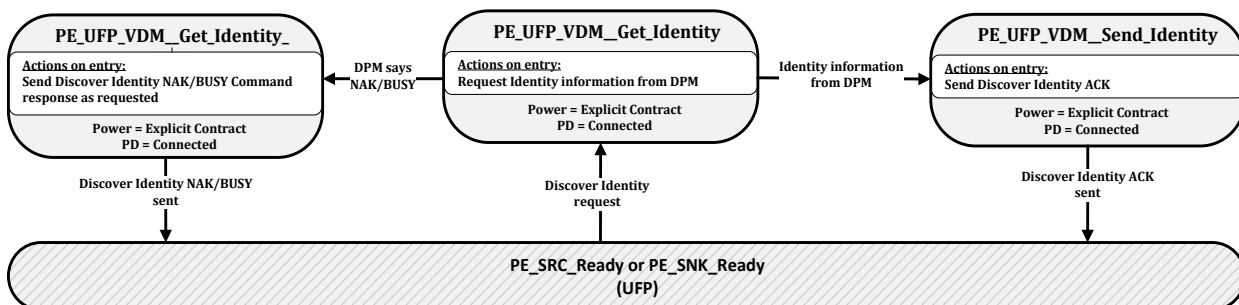 PE_UFP_VDM__Get_Identity_
Actions on entry:
Send Discover Identity NAK/BUSY Command
response as requested
Power = Explicit Contract
PD = Connected
DPM says
NAK/BUSY
PE_UFP_VDM__Get_Identity
Actions on entry:
Request Identity information from DPM
Power = Explicit Contract
PD = Connected
Identity information
from DPM
PE_UFP_VDM__Send_Identity
Actions on entry:
Send Discover Identity ACK
Power = Explicit Contract
PD = Connected
Discover Identity NAK/BUSY
sent
Discover Identity
request
Discover Identity ACK
sent
PE_SRC_Ready or PE_SNK_Ready
(UFP)